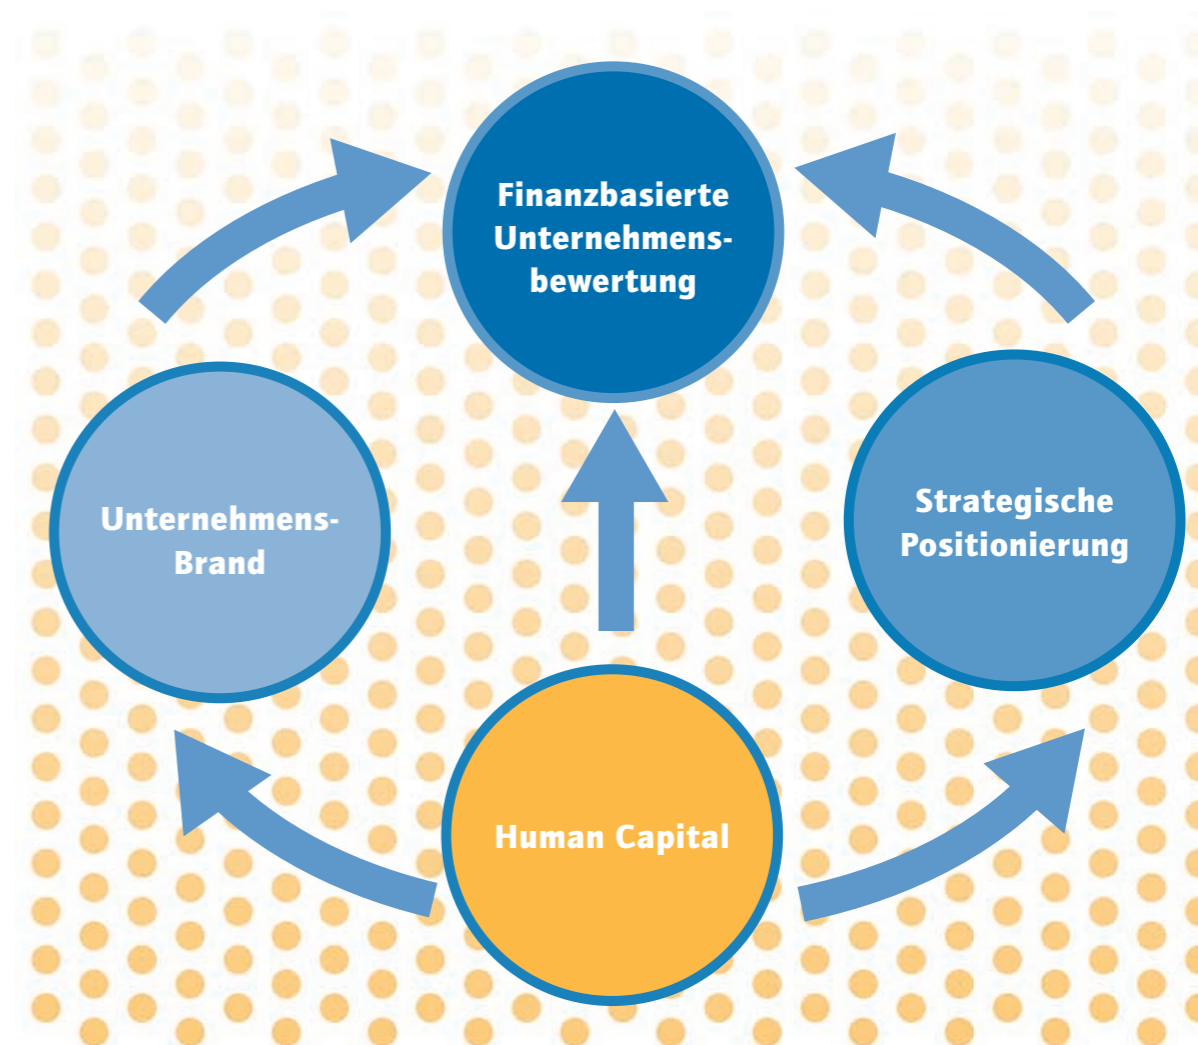 Finanzbasierte
Unternehmens-
bewertung
Unternehmens-
Brand
Strategische
Positionierung
Human Capital